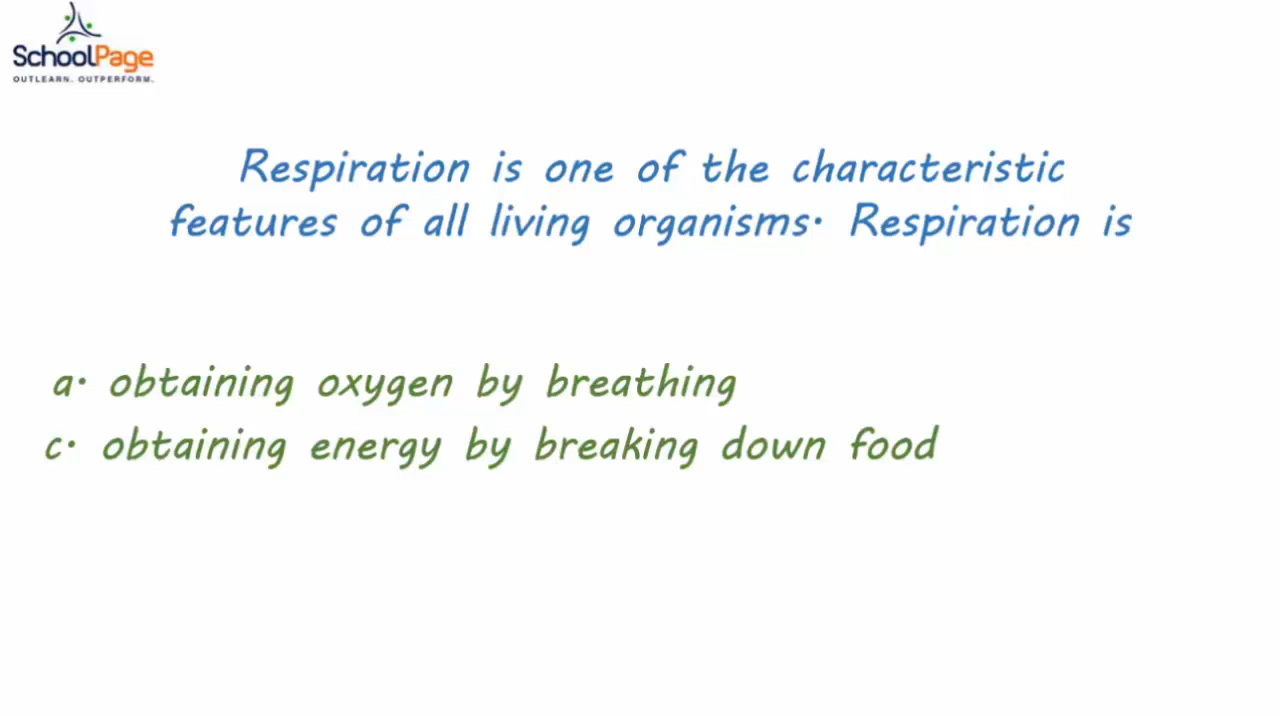 SchoolPage
OUTLEARN. OUTPERFORM.
Respiration is one of the characteristic
features of all living organisms. Respiration is
a. obtaining oxygen by breathing
c. obtaining energy by breaking down food